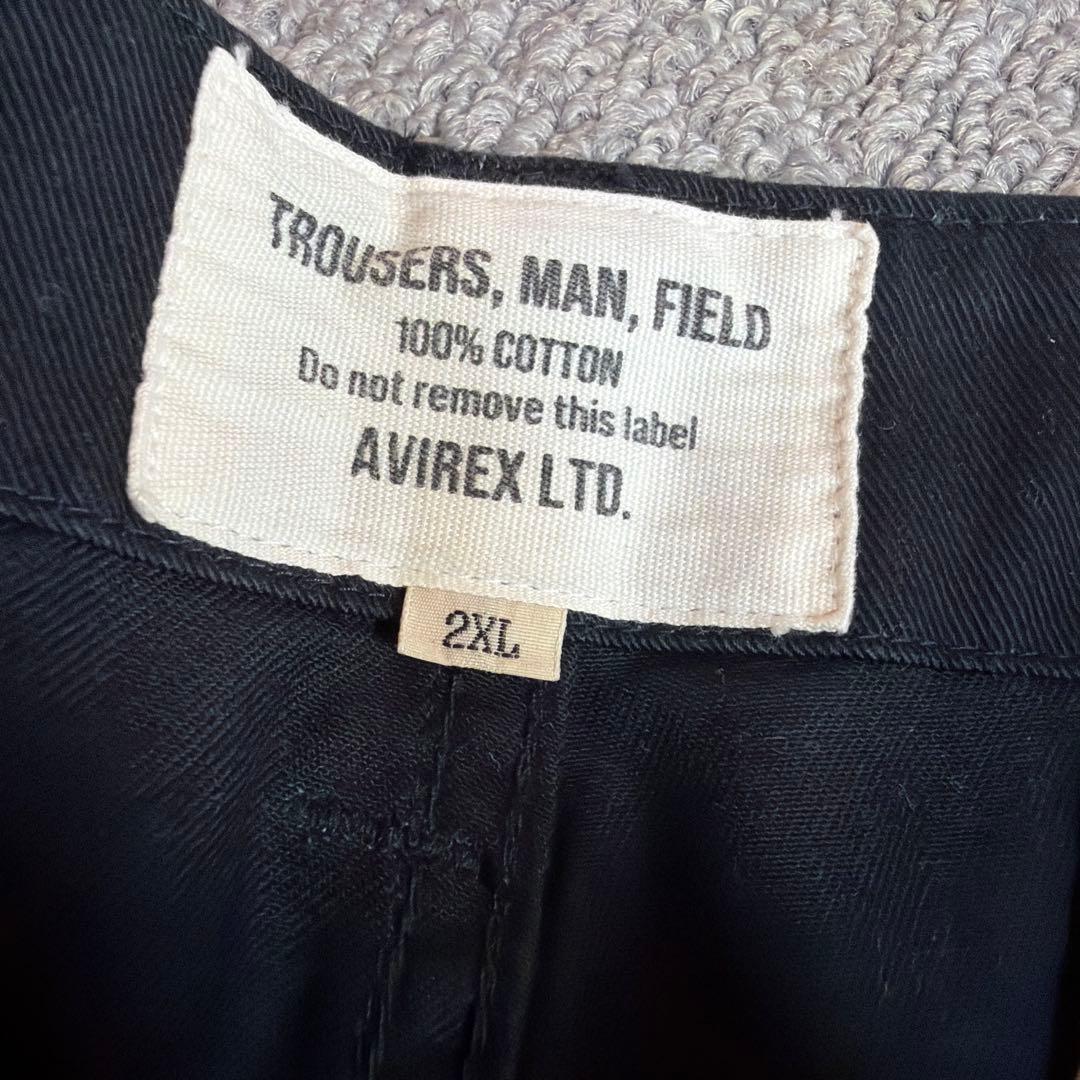 TROUSERS, MAN, FIELD
100% COTTON
Do not remove this label
AVIREX LTD.
2XL